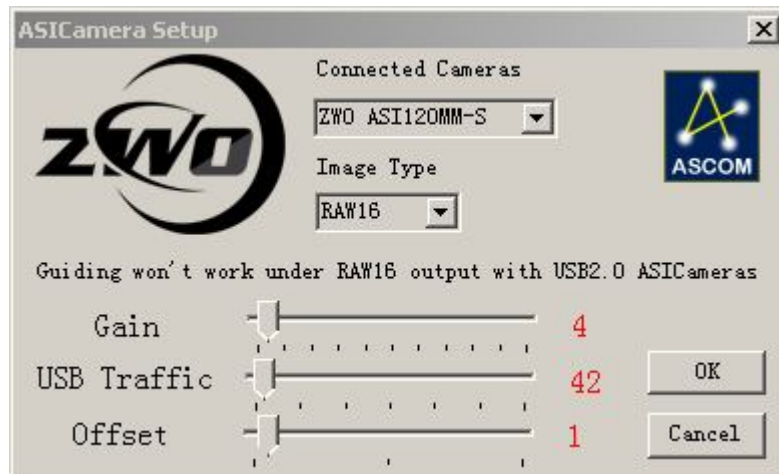 ASICamera Setup
Connected Cameras
ZWO
ZWO ASI120MM-S
ASCOM
Image Type
RAW16
Guiding won't work under RAW16 output with USB2.0 ASICameras
Gain 4
USB Traffic 42 OK
Offset 1 Cancel